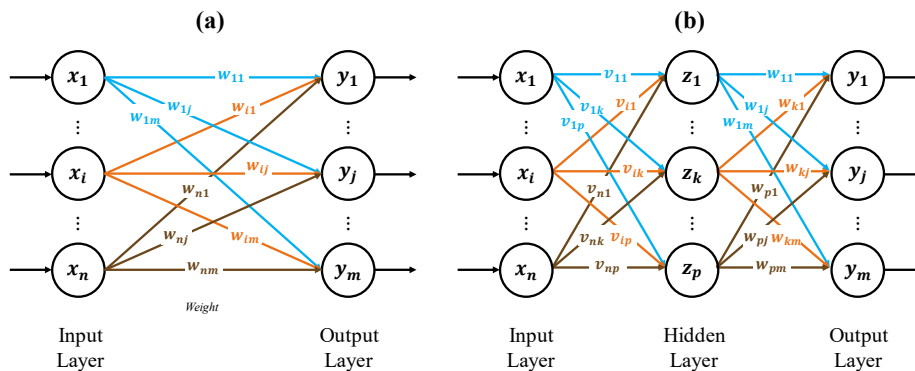 (a)
(b)
x₁
w₁₁
y₁
x₁
v₁₁
z₁
w₁₁
y₁
w₁ⱼ
wᵢ₁
w₁ₘ
v₁ₖ
vᵢ₁
v₁ₚ
w₁ⱼ
wₖ₁
w₁ₘ
⋮
⋮
⋮
⋮
⋮
xᵢ
wᵢⱼ
yⱼ
xᵢ
vᵢₖ
zₖ
wₖⱼ
yⱼ
wₙ₁
vₙ₁
wₚ₁
⋮
⋮
⋮
⋮
⋮
wₙⱼ
wᵢₘ
vₙₖ
vᵢₚ
wₚⱼ
wₖₘ
xₙ
wₙₘ
yₘ
xₙ
vₙₚ
zₚ
wₚₘ
yₘ
Weight
Input
Layer
Output
Layer
Input
Layer
Hidden
Layer
Output
Layer